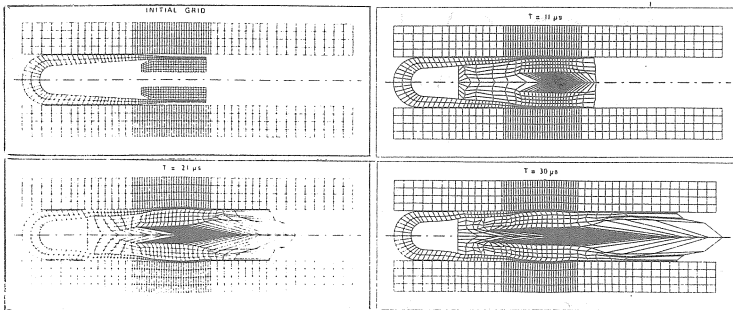 INITIAL GRID
T = 11 µs
T = 21 µs
T = 30 µs